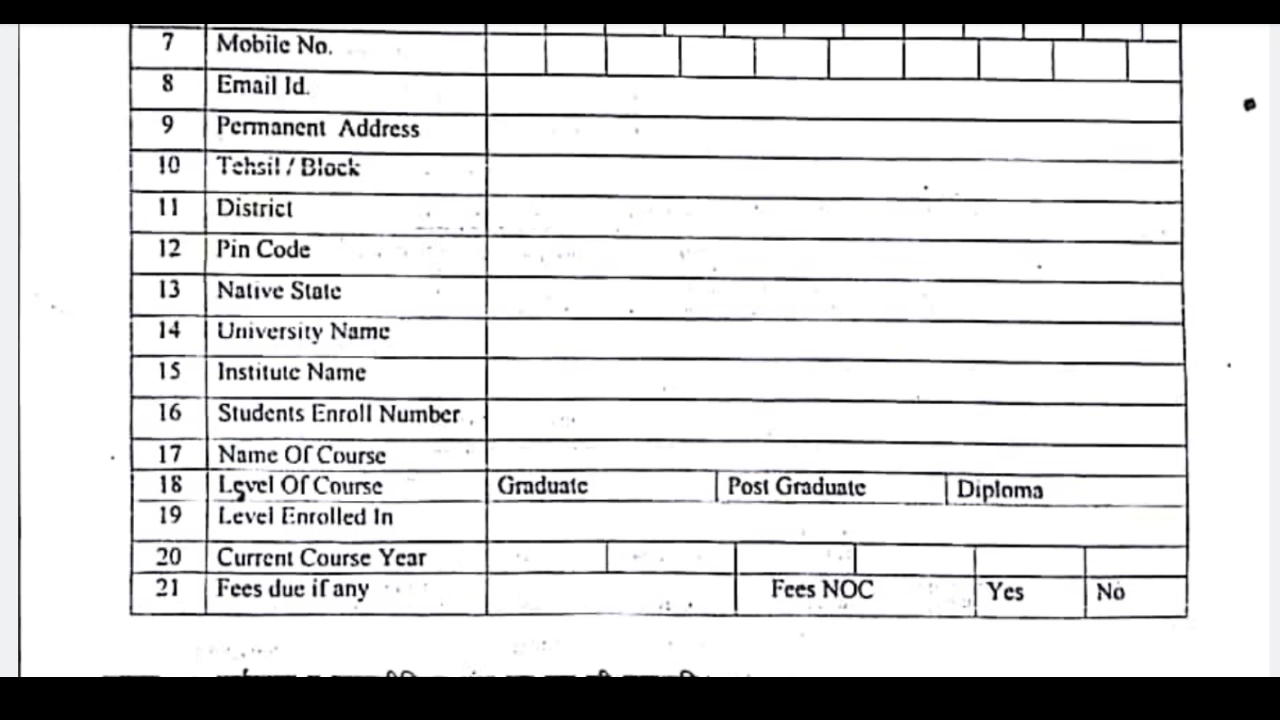 7 Mobile No.
8 Email Id.
9 Permanent Address
10 Tehsil / Block
11 District
12 Pin Code
13 Native State
14 University Name
15 Institute Name
16 Students Enroll Number
17 Name Of Course
18 Level Of Course Graduate Post Graduate Diploma
19 Level Enrolled In
20 Current Course Year
21 Fees due if any Fees NOC Yes No